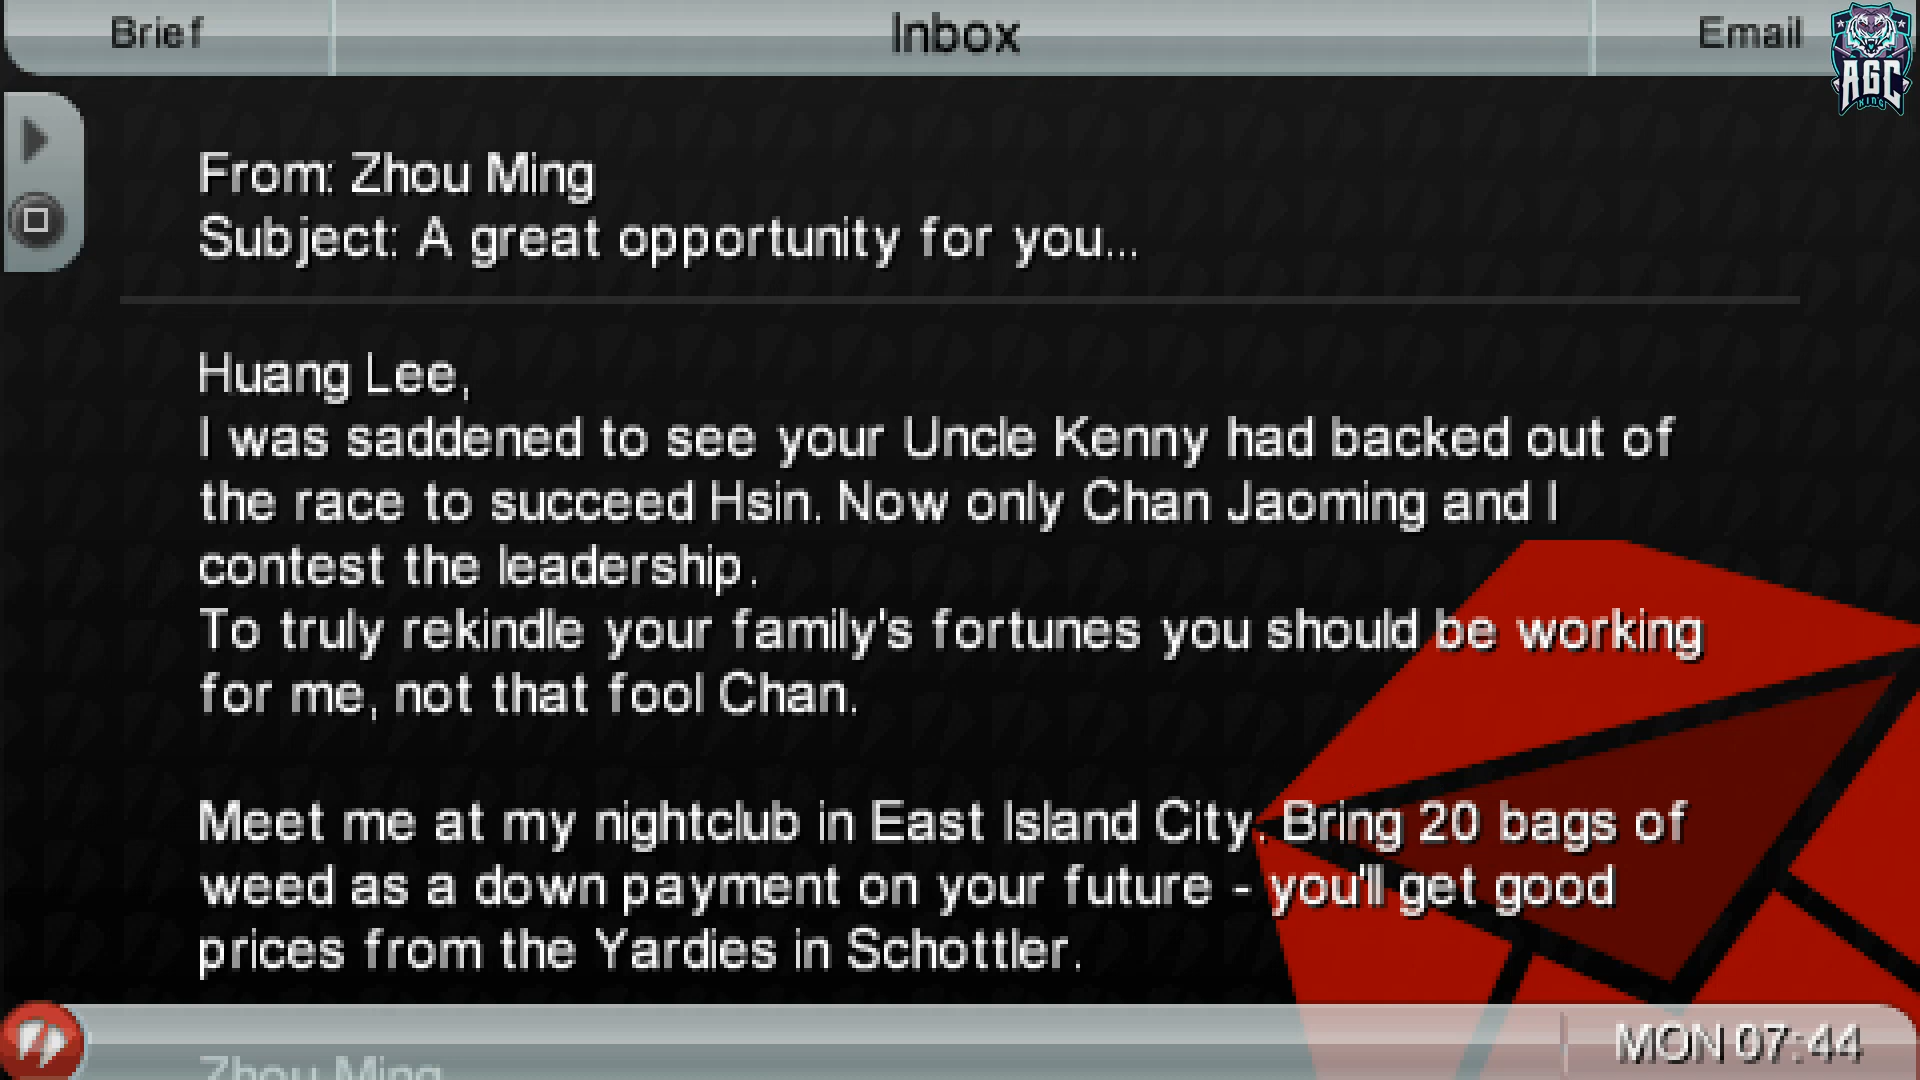 Brief Inbox Email
AGC
KING
From: Zhou Ming
Subject: A great opportunity for you...
Huang Lee,
I was saddened to see your Uncle Kenny had backed out of
the race to succeed Hsin. Now only Chan Jaoming and I
contest the leadership.
To truly rekindle your family's fortunes you should be working
for me, not that fool Chan.
Meet me at my nightclub in East Island City. Bring 20 bags of
weed as a down payment on your future - you'll get good
prices from the Yardies in Schottler.
Zhou Ming
MON 07:44